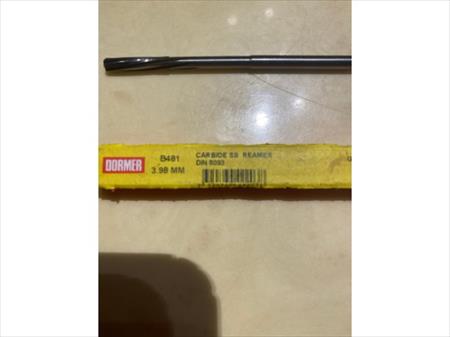 DORMER
B481
3.98 MM
CARBIDE SS REAMER
DIN 8093